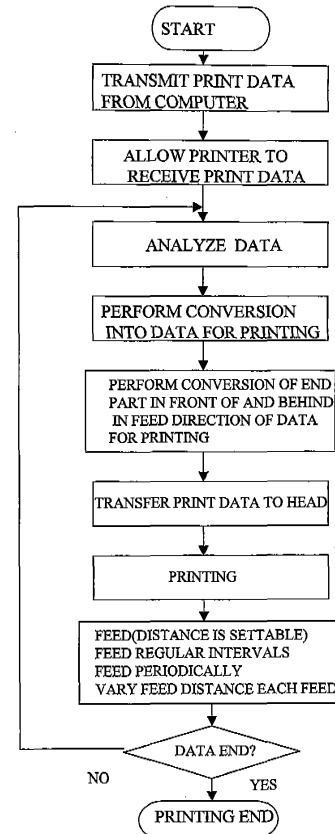 START
TRANSMIT PRINT DATA
FROM COMPUTER
ALLOW PRINTER TO
RECEIVE PRINT DATA
ANALYZE DATA
PERFORM CONVERSION
INTO DATA FOR PRINTING
PERFORM CONVERSION OF END
PART IN FRONT OF AND BEHIND
IN FEED DIRECTION OF DATA
FOR PRINTING
TRANSFER PRINT DATA TO HEAD
PRINTING
FEED(DISTANCE IS SETTABLE)
FEED REGULAR INTERVALS
FEED PERIODICALLY
VARY FEED DISTANCE EACH FEED
DATA END?
NO
YES
PRINTING END